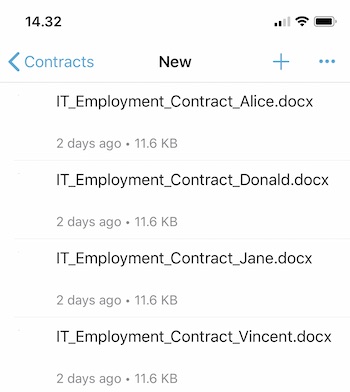 14.32
Contracts New
IT_Employment_Contract_Alice.docx
2 days ago • 11.6 KB
IT_Employment_Contract_Donald.docx
2 days ago • 11.6 KB
IT_Employment_Contract_Jane.docx
2 days ago • 11.6 KB
IT_Employment_Contract_Vincent.docx
2 days ago • 11.6 KB